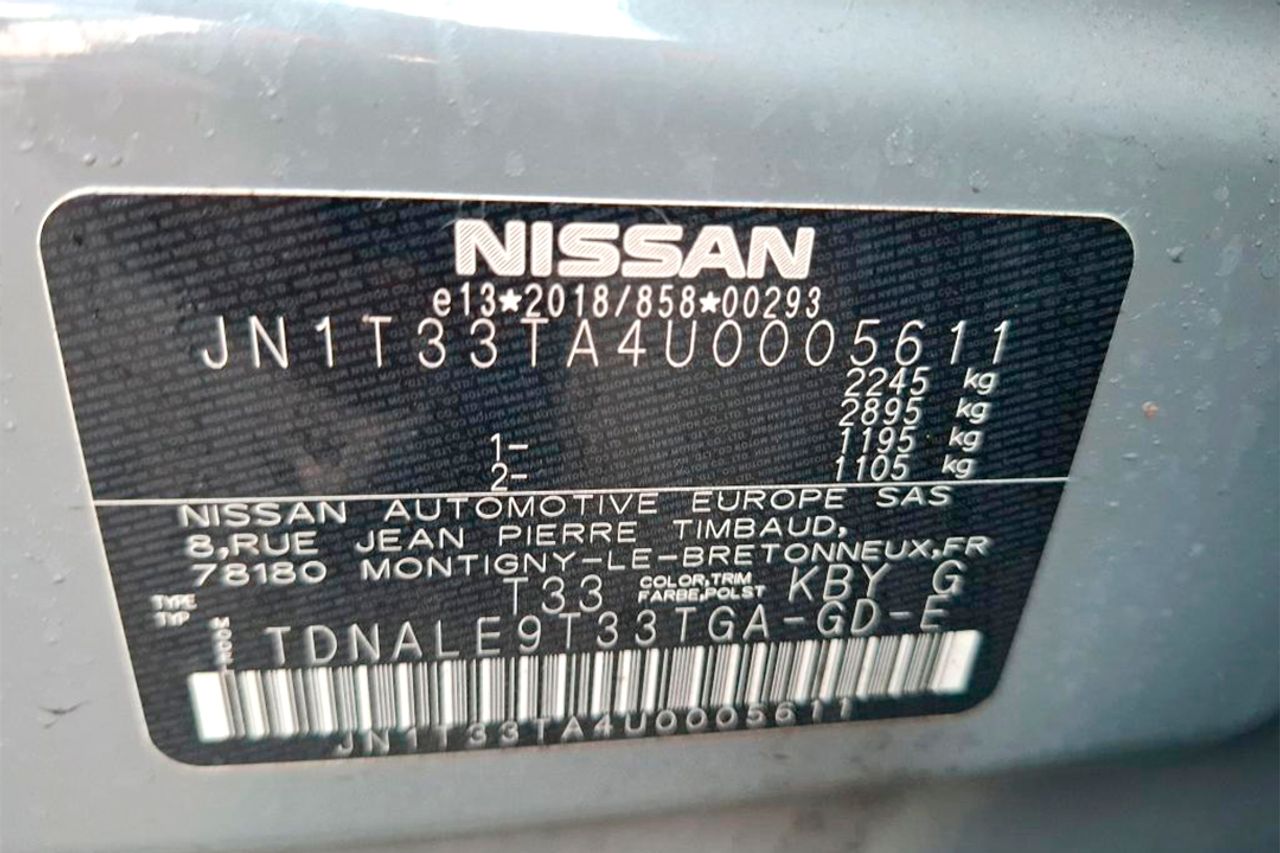 NISSAN
e13*2018/858*00293
JN1T33TA4U0005611
2245 kg
2895 kg
1- 1195 kg
2- 1105 kg
NISSAN AUTOMOTIVE EUROPE SAS
8,RUE JEAN PIERRE TIMBAUD,
78180 MONTIGNY-LE-BRETONNEUX,FR
TYPE TYP T33 COLOR,TRIM FARBE,POLST KBY G
MODEL TDNALE9T33TGA-GD-E
JN1T33TA4U0005611